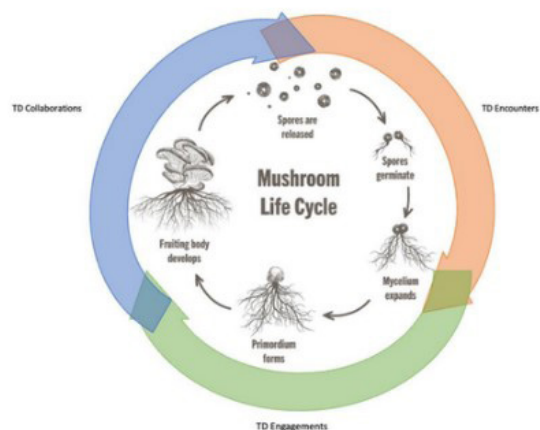 TD Collaborations
TD Encounters
Spores are
released
Spores
germinate
Mushroom
Life Cycle
Fruiting body
develops
Mycelium
expands
Primordium
forms
TD Engagements